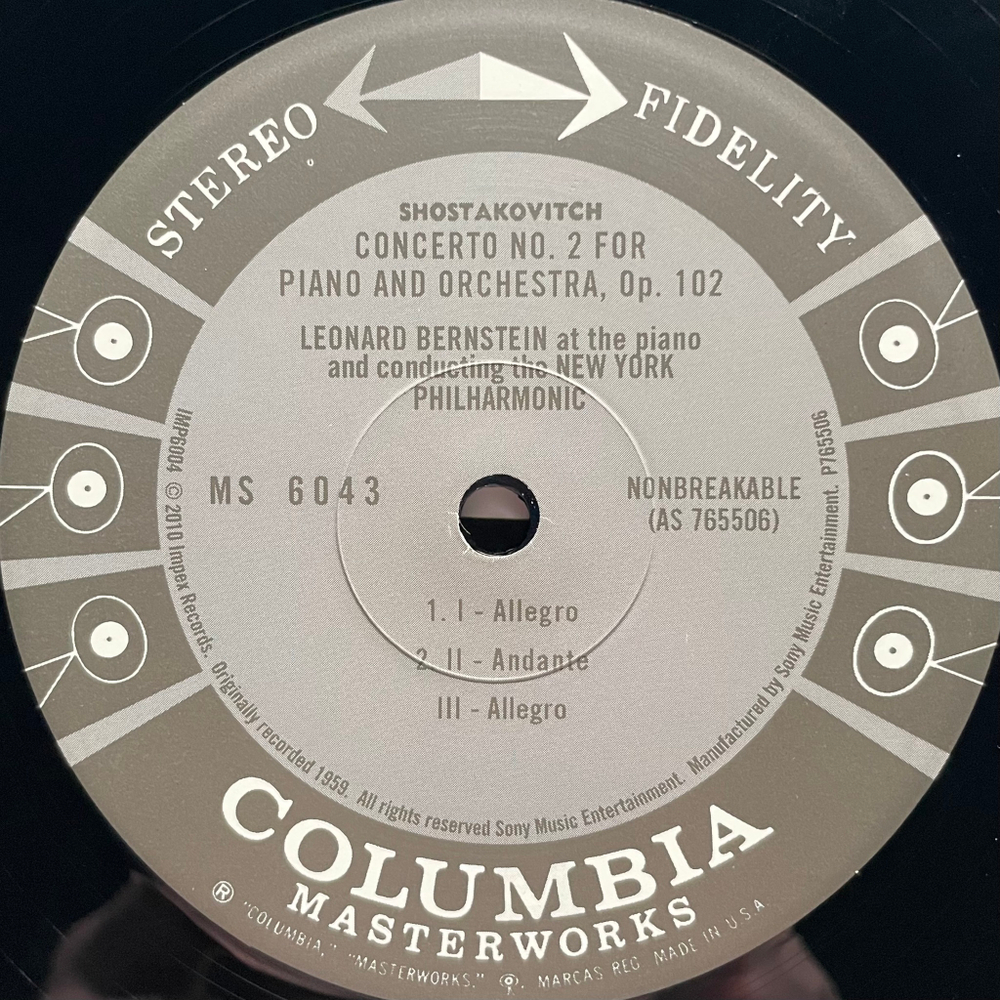 STEREO FIDELITY
SHOSTAKOVITCH
CONCERTO NO. 2 FOR
PIANO AND ORCHESTRA, Op. 102
LEONARD BERNSTEIN at the piano
and conducting the NEW YORK
PHILHARMONIC
MS 6043
NONBREAKABLE
(AS 765506)
1. I - Allegro
2. II - Andante
III - Allegro
IMP6004 © 2010 Impex Records. Originally recorded 1959. All rights reserved Sony Music Entertainment. Manufactured by Sony Music Entertainment. P765506
COLUMBIA
MASTERWORKS
® "COLUMBIA," "MASTERWORKS," MARCAS REG. MADE IN U.S.A.